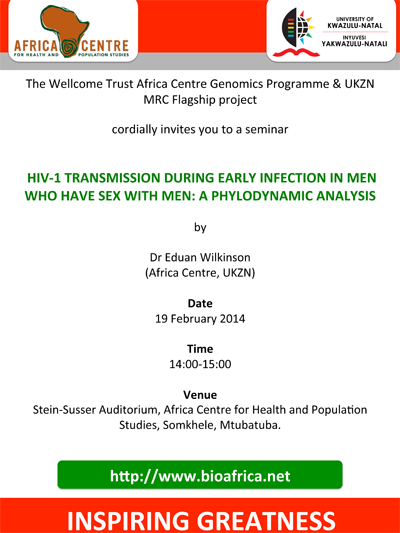 AFRICA CENTRE
FOR HEALTH AND POPULATION STUDIES
UNIVERSITY OF
KWAZULU-NATAL
INYUVESI
YAKWAZULU-NATALI
The Wellcome Trust Africa Centre Genomics Programme & UKZN
MRC Flagship project
cordially invites you to a seminar
HIV-1 TRANSMISSION DURING EARLY INFECTION IN MEN
WHO HAVE SEX WITH MEN: A PHYLODYNAMIC ANALYSIS
by
Dr Eduan Wilkinson
(Africa Centre, UKZN)
Date
19 February 2014
Time
14:00-15:00
Venue
Stein-Susser Auditorium, Africa Centre for Health and Population
Studies, Somkhele, Mtubatuba.
http://www.bioafrica.net
INSPIRING GREATNESS